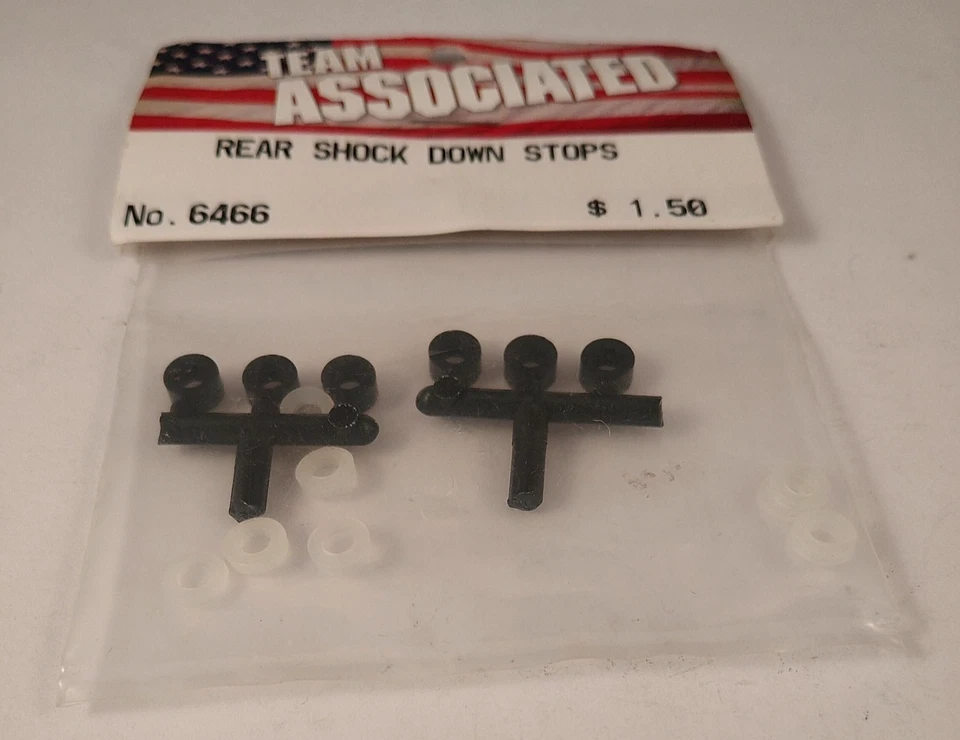 TEAM
ASSOCIATED
REAR SHOCK DOWN STOPS
No. 6466 $ 1.50